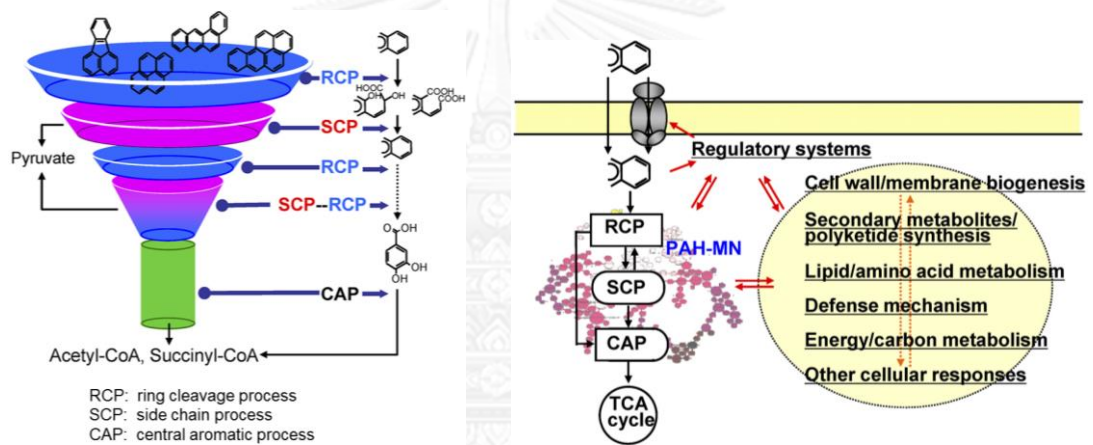 RCP
HOOC
OH
OH
COOH
COOH
SCP
Pyruvate
RCP
SCP--RCP
O
OH
OH
OH
CAP
Acetyl-CoA, Succinyl-CoA
RCP: ring cleavage process
SCP: side chain process
CAP: central aromatic process
Regulatory systems
Cell wall/membrane biogenesis
Secondary metabolites/
polyketide synthesis
Lipid/amino acid metabolism
Defense mechanism
Energy/carbon metabolism
Other cellular responses
RCP
PAH-MN
SCP
CAP
TCA
cycle